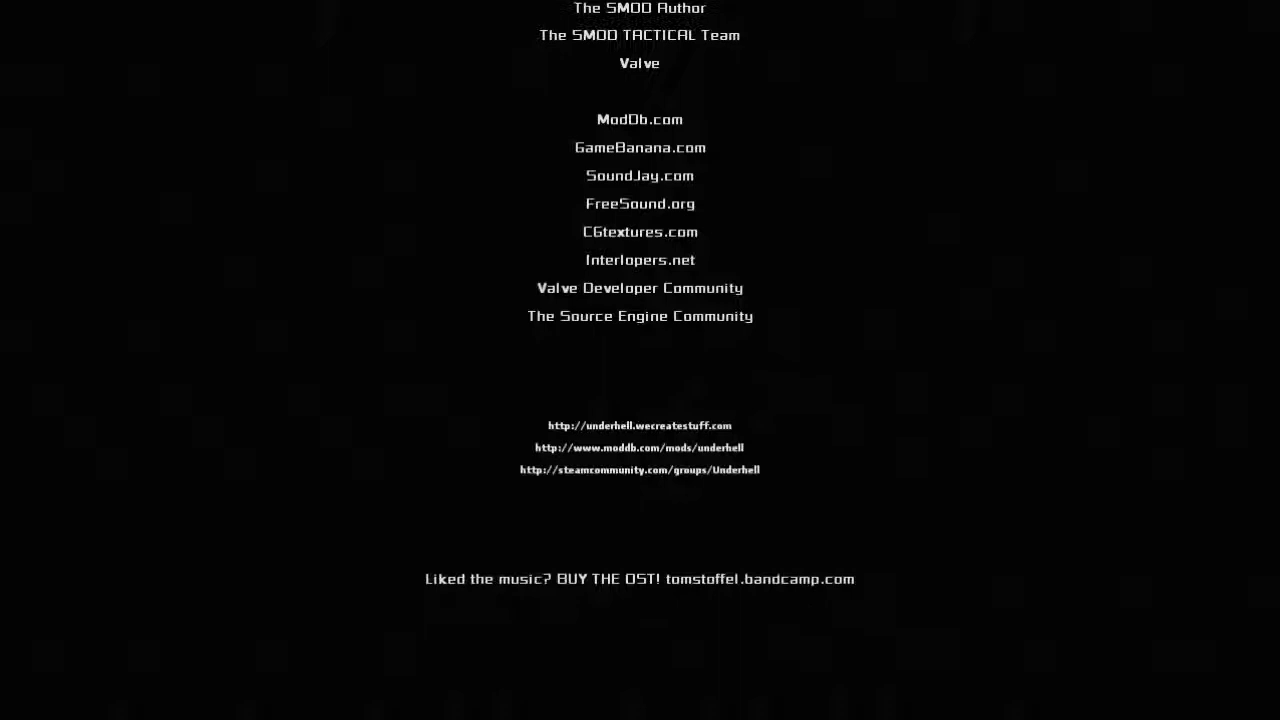 The SMOD Author
The SMOD TACTICAL Team
Valve
ModDb.com
GameBanana.com
SoundJay.com
FreeSound.org
CGtextures.com
Interlopers.net
Valve Developer Community
The Source Engine Community
http://underhell.wecreatestuff.com
http://www.moddb.com/mods/underhell
http://steamcommunity.com/groups/Underhell
Liked the music? BUY THE OST! tomstoffel.bandcamp.com